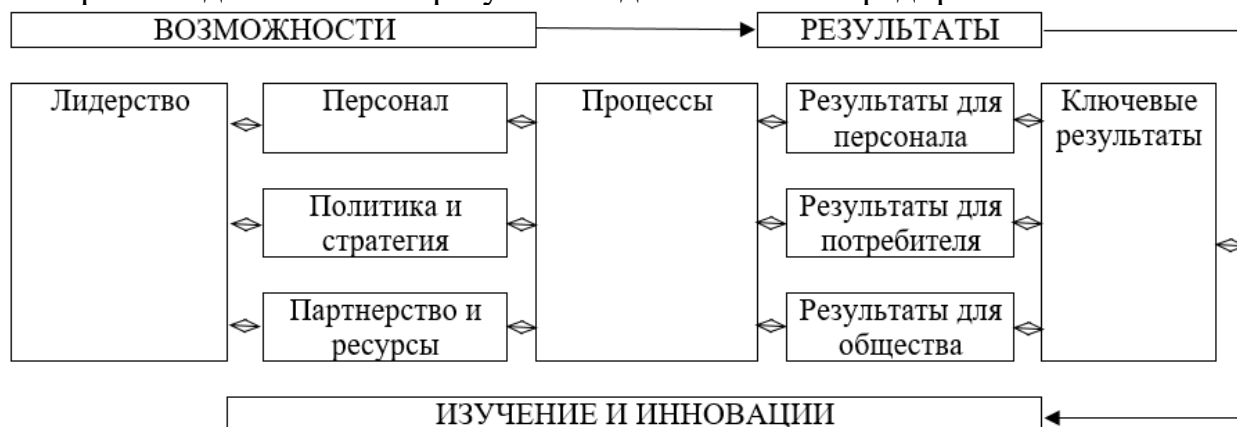 ВОЗМОЖНОСТИ
РЕЗУЛЬТАТЫ
Лидерство
Персонал
Процессы
Результаты для
персонала
Ключевые
результаты
Политика и
стратегия
Результаты для
потребителя
Партнерство и
ресурсы
Результаты для
общества
ИЗУЧЕНИЕ И ИННОВАЦИИ